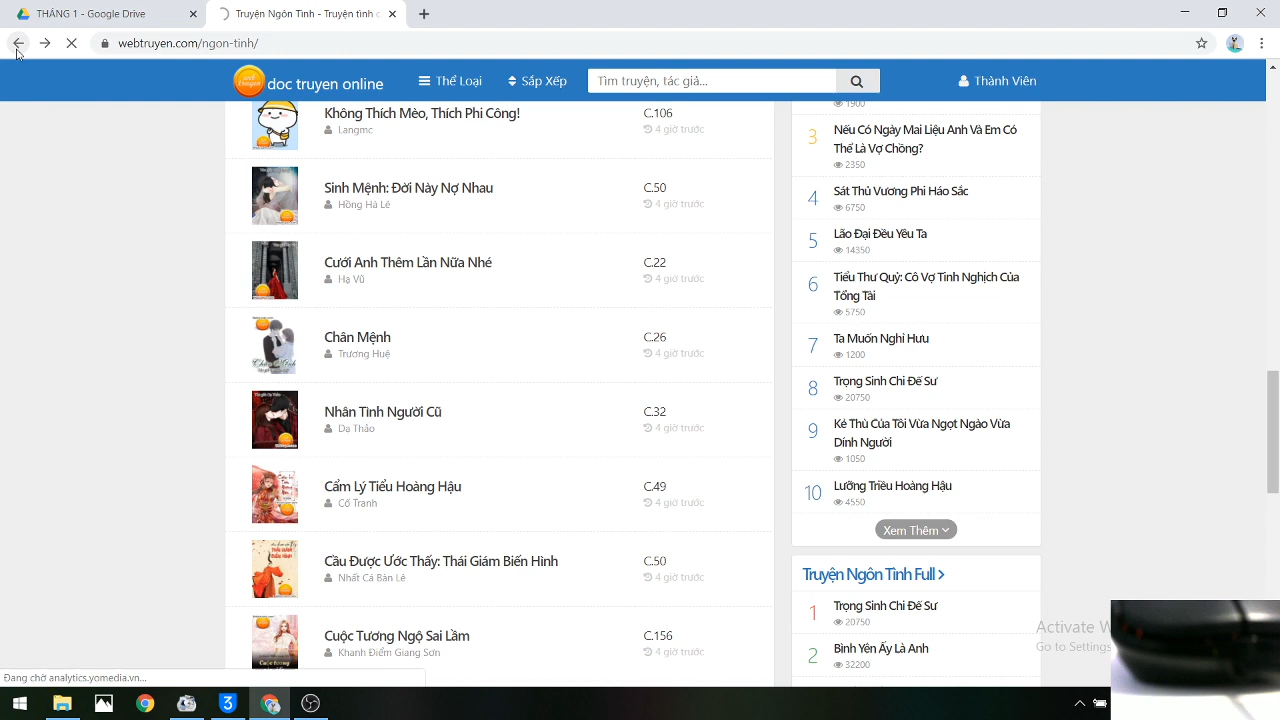 THÁNG 1 - Google Drive
Truyện Ngôn Tình - Truyện tình c
webtruyen.com/ngon-tinh/
doc truyen online
Thể Loại
Sắp Xếp
Tìm truyện, tác giả...
Thành Viên
Không Thích Mèo, Thích Phi Công!
Langmc
C.106
4 giờ trước
Sinh Mệnh: Đời Này Nợ Nhau
Hồng Hà Lê
C.50
4 giờ trước
Cưới Anh Thêm Lần Nữa Nhé
Hạ Vũ
C.22
4 giờ trước
Chân Mệnh
Trương Huệ
C.26
4 giờ trước
Nhân Tình Người Cũ
Dạ Thảo
C.32
4 giờ trước
Cẩm Lý Tiểu Hoàng Hậu
Cố Tranh
C.49
4 giờ trước
Cầu Được Ước Thấy: Thái Giám Biến Hình
Nhất Cá Bàn Lê
C.50
4 giờ trước
Cuộc Tương Ngộ Sai Lầm
Khanh Điểm Giang Sơn
C.156
4 giờ trước
1900
3
Nếu Có Ngày Mai Liệu Anh Và Em Có
Thể Là Vợ Chồng?
2350
4
Sát Thủ Vương Phi Háo Sắc
6750
5
Lão Đại Đều Yêu Ta
14350
6
Tiểu Thư Quỷ: Cô Vợ Tinh Nghịch Của
Tổng Tài
5750
7
Ta Muốn Nghỉ Hưu
1200
8
Trọng Sinh Chi Đế Sư
20750
9
Kẻ Thù Của Tôi Vừa Ngọt Ngào Vừa
Dính Người
1050
10
Lưỡng Triều Hoàng Hậu
4550
Xem Thêm
Truyện Ngôn Tình Full
1
Trọng Sinh Chi Đế Sư
20750
2
Bình Yên Ấy Là Anh
32200
Activate W
Go to Settings
Đang chờ analytics.yomedia.vn...